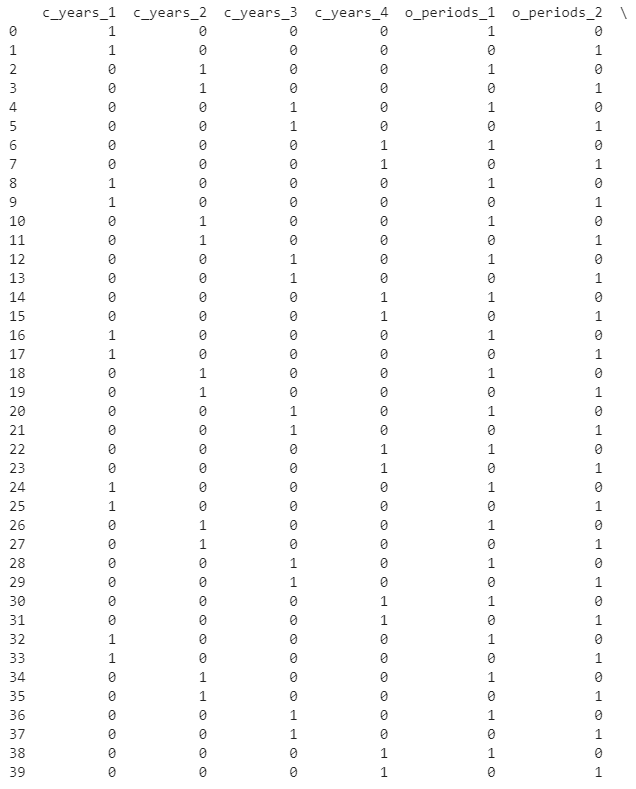 c_years_1 c_years_2 c_years_3 c_years_4 o_periods_1 o_periods_2 \
0 1 0 0 0 1 0
1 1 0 0 0 0 1
2 0 1 0 0 1 0
3 0 1 0 0 0 1
4 0 0 1 0 1 0
5 0 0 1 0 0 1
6 0 0 0 1 1 0
7 0 0 0 1 0 1
8 1 0 0 0 1 0
9 1 0 0 0 0 1
10 0 1 0 0 1 0
11 0 1 0 0 0 1
12 0 0 1 0 1 0
13 0 0 1 0 0 1
14 0 0 0 1 1 0
15 0 0 0 1 0 1
16 1 0 0 0 1 0
17 1 0 0 0 0 1
18 0 1 0 0 1 0
19 0 1 0 0 0 1
20 0 0 1 0 1 0
21 0 0 1 0 0 1
22 0 0 0 1 1 0
23 0 0 0 1 0 1
24 1 0 0 0 1 0
25 1 0 0 0 0 1
26 0 1 0 0 1 0
27 0 1 0 0 0 1
28 0 0 1 0 1 0
29 0 0 1 0 0 1
30 0 0 0 1 1 0
31 0 0 0 1 0 1
32 1 0 0 0 1 0
33 1 0 0 0 0 1
34 0 1 0 0 1 0
35 0 1 0 0 0 1
36 0 0 1 0 1 0
37 0 0 1 0 0 1
38 0 0 0 1 1 0
39 0 0 0 1 0 1